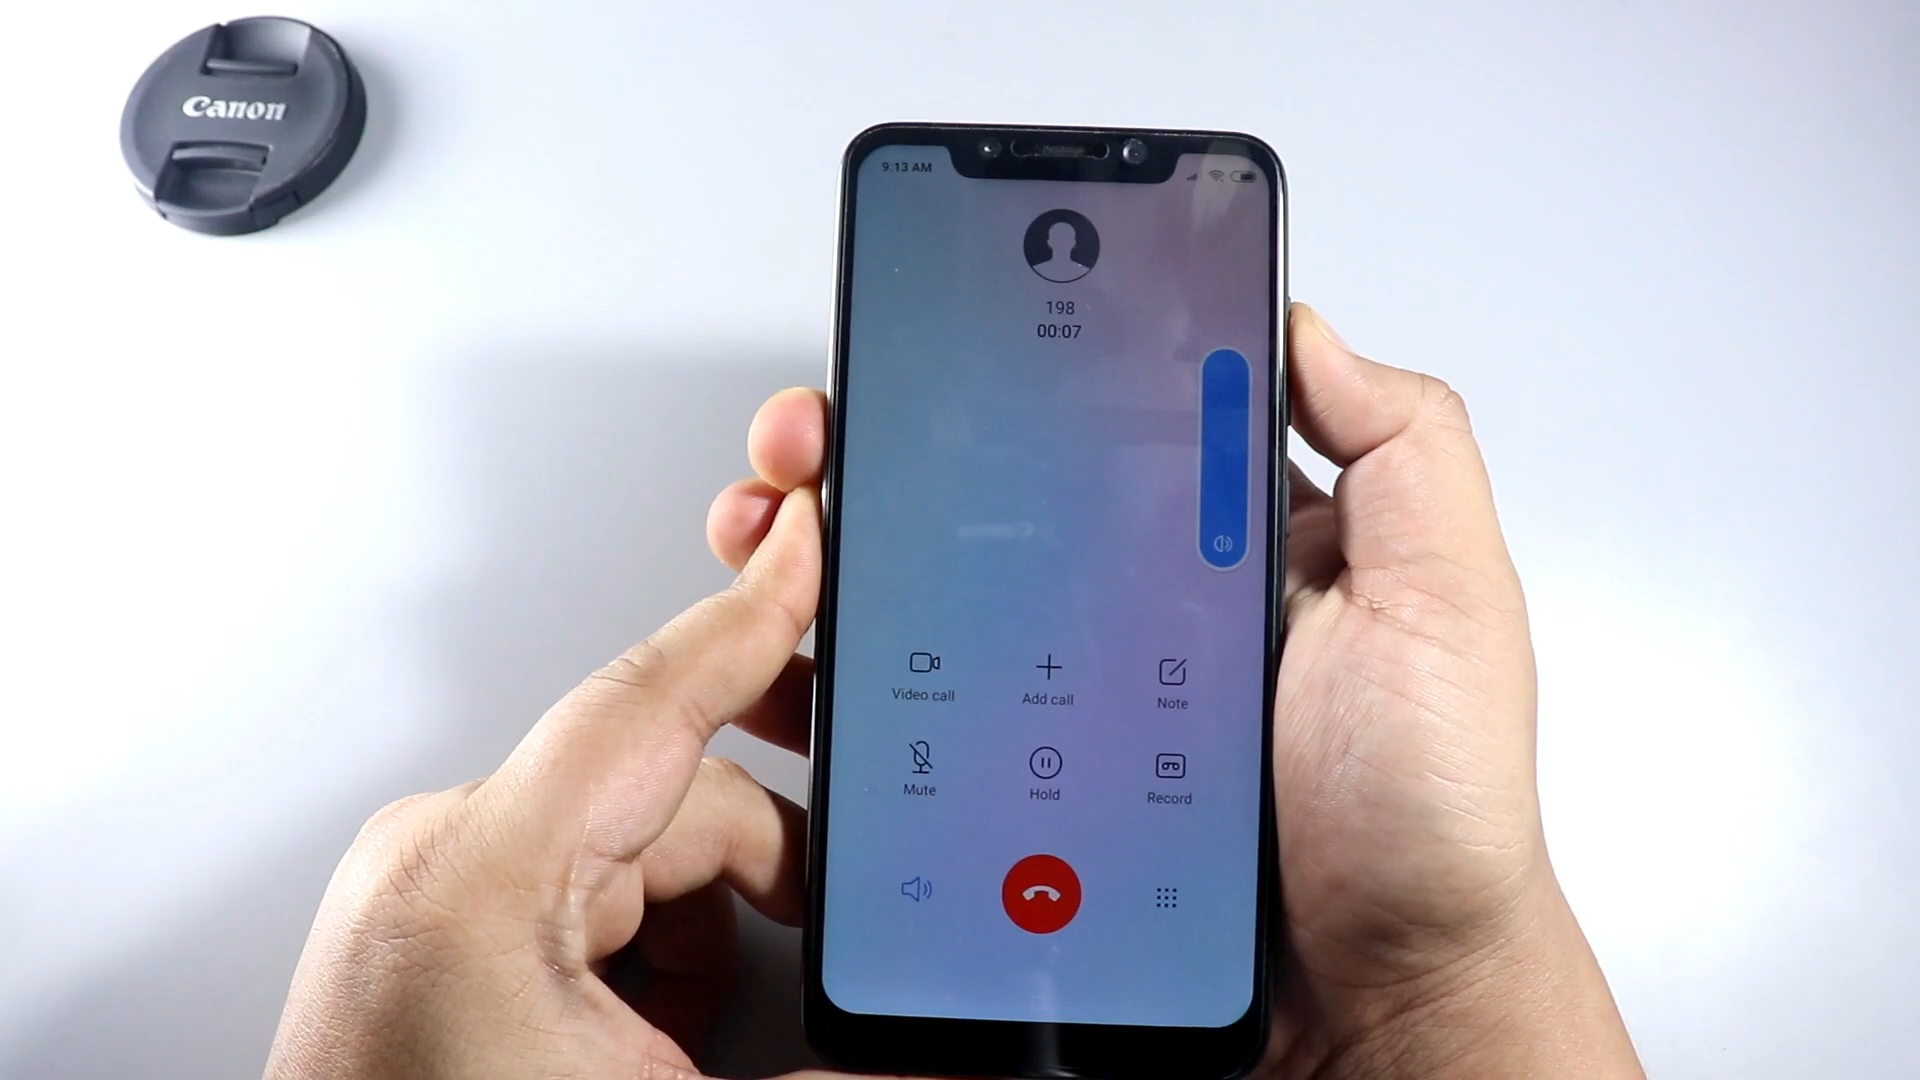 Canon
9:13 AM
198
00:07
Video call
Add call
Note
Mute
Hold
Record